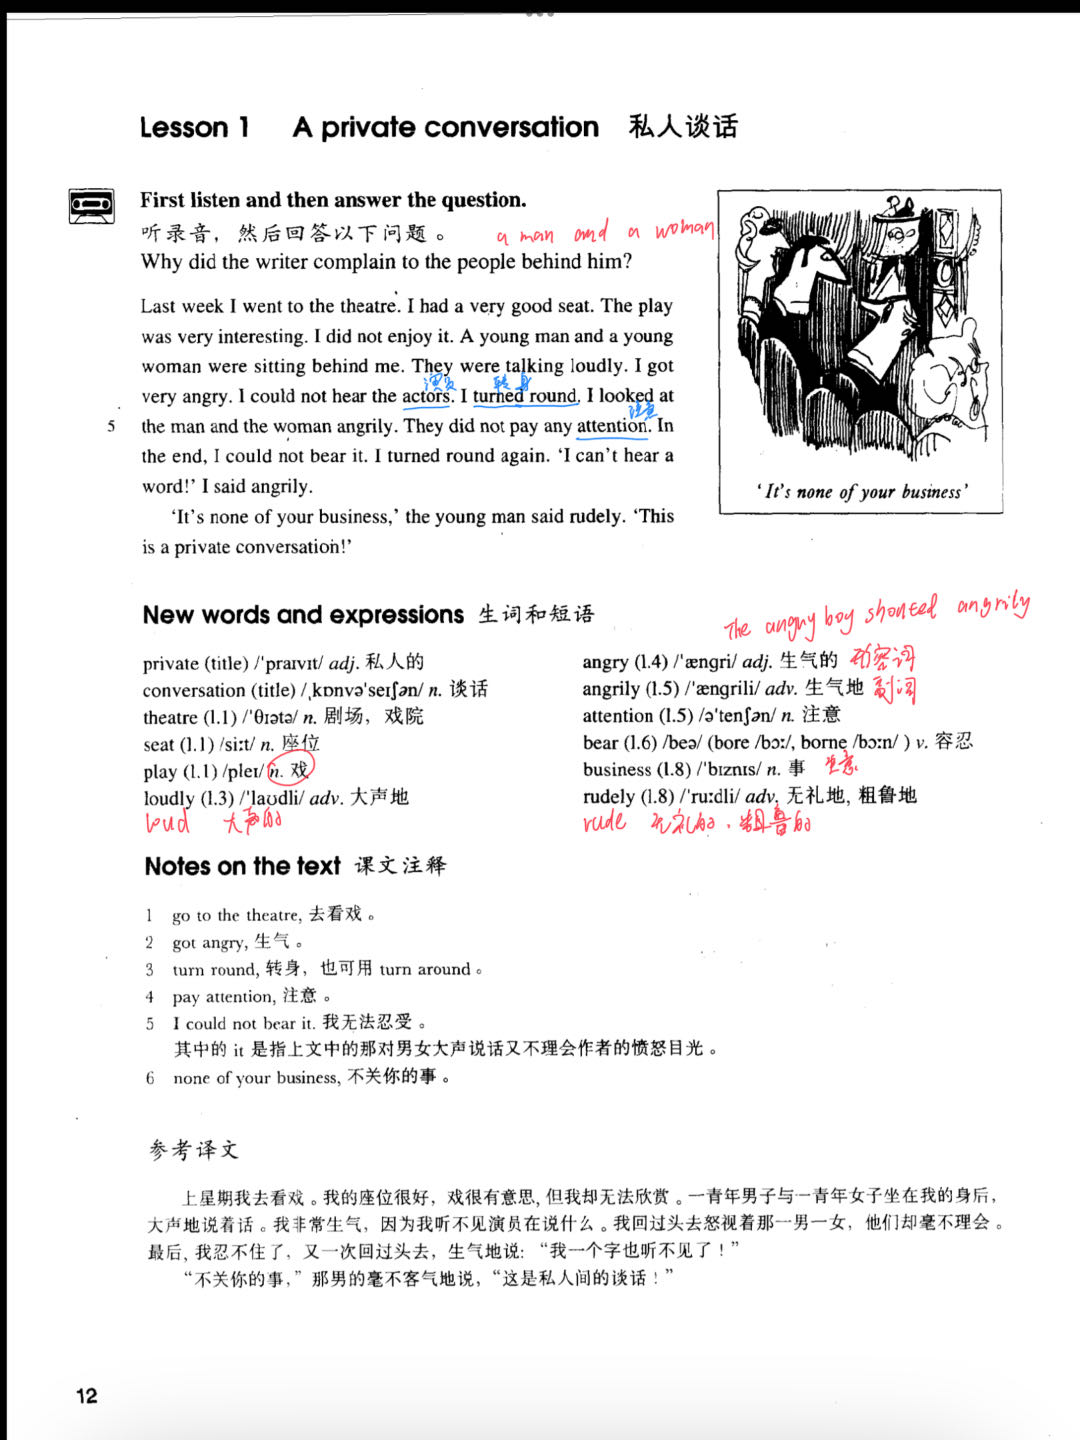 Lesson 1 A private conversation 私人谈话
First listen and then answer the question.
听录音，然后回答以下问题。
a man and a woman
Why did the writer complain to the people behind him?
Last week I went to the theatre. I had a very good seat. The play
was very interesting. I did not enjoy it. A young man and a young
woman were sitting behind me. They were talking loudly. I got
演员 转身
very angry. I could not hear the actors. I turned round. I looked at
注意
5 the man and the woman angrily. They did not pay any attention. In
the end, I could not bear it. I turned round again. ‘I can’t hear a
word!’ I said angrily.
‘It’s none of your business,’ the young man said rudely. ‘This
is a private conversation!’
‘It’s none of your business’
New words and expressions 生词和短语
The angry boy shouted angrily
private (title) /'praɪvɪt/ adj. 私人的
conversation (title) /ˌkɒnvə'seɪʃən/ n. 谈话
theatre (l.1) /'θɪətə/ n. 剧场，戏院
seat (l.1) /siːt/ n. 座位
play (l.1) /pleɪ/ n. 戏
loudly (l.3) /'laʊdli/ adv. 大声地
loud 大声的
angry (l.4) /'æŋgri/ adj. 生气的 形容词
angrily (l.5) /'æŋgrili/ adv. 生气地 副词
attention (l.5) /ə'tenʃən/ n. 注意
bear (l.6) /beə/ (bore /bɔː/, borne /bɔːn/ ) v. 容忍
business (l.8) /'bɪznɪs/ n. 事 生意
rudely (l.8) /'ruːdli/ adv. 无礼地, 粗鲁地
rude 无礼的．粗鲁的
Notes on the text 课文注释
1 go to the theatre, 去看戏。
2 got angry, 生气。
3 turn round, 转身，也可用 turn around。
4 pay attention, 注意。
5 I could not bear it. 我无法忍受。
其中的 it 是指上文中的那对男女大声说话又不理会作者的愤怒目光。
6 none of your business, 不关你的事。
参考译文
上星期我去看戏。我的座位很好，戏很有意思, 但我却无法欣赏。一青年男子与一青年女子坐在我的身后，
大声地说着话。我非常生气，因为我听不见演员在说什么。我回过头去怒视着那一男一女，他们却毫不理会。
最后, 我忍不住了，又一次回过头去，生气地说：“我一个字也听不见了！”
“不关你的事，”那男的毫不客气地说，“这是私人间的谈话！”
12